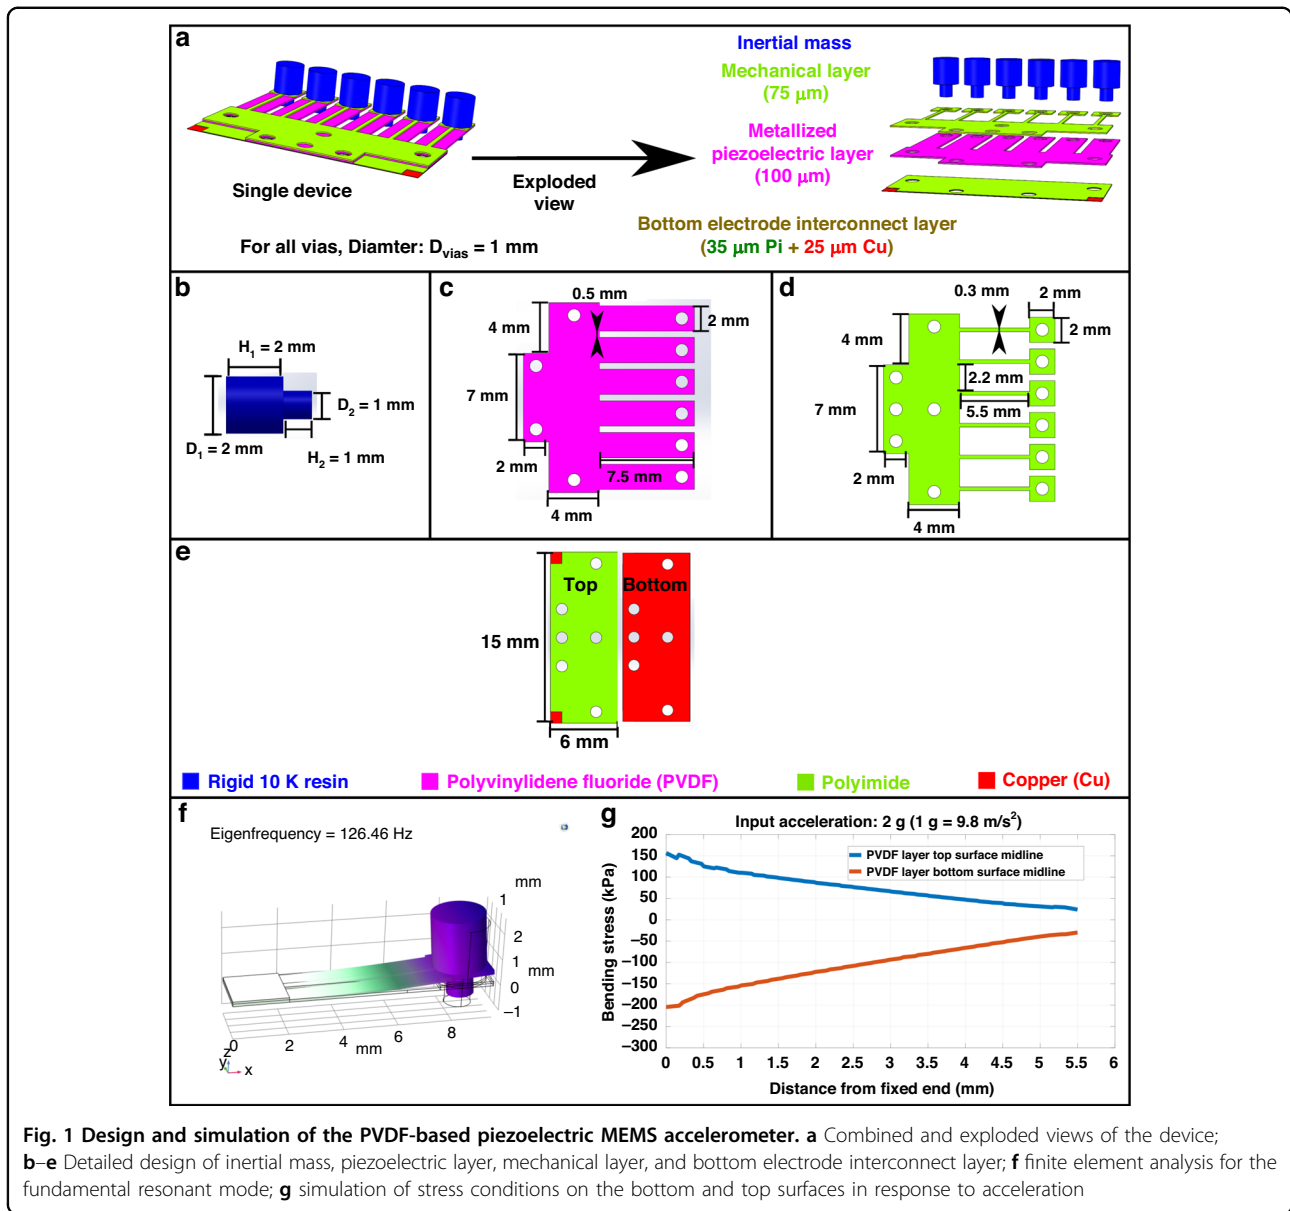 a
Inertial mass
Mechanical layer
(75 μm)
Metallized
piezoelectric layer
(100 μm)
Single device
Exploded
view
For all vias, Diamter: D_vias = 1 mm
Bottom electrode interconnect layer
(35 μm Pi + 25 μm Cu)
b
H₁ = 2 mm
D₂ = 1 mm
D₁ = 2 mm
H₂ = 1 mm
c
0.5 mm
4 mm
2 mm
7 mm
2 mm
7.5 mm
4 mm
d
0.3 mm
2 mm
2 mm
4 mm
2.2 mm
7 mm
5.5 mm
2 mm
4 mm
e
Top
Bottom
15 mm
6 mm
Rigid 10 K resin
Polyvinylidene fluoride (PVDF)
Polyimide
Copper (Cu)
f
Eigenfrequency = 126.46 Hz
mm
1
2
1
mm
0
−1
0
2
4
mm
6
8
z
y
x
g
Input acceleration: 2 g (1 g = 9.8 m/s²)
PVDF layer top surface midline
PVDF layer bottom surface midline
Bending stress (kPa)
200
150
100
50
0
−50
−100
−150
−200
−250
−300
0 0.5 1 1.5 2 2.5 3 3.5 4 4.5 5 5.5 6
Distance from fixed end (mm)
Fig. 1 Design and simulation of the PVDF-based piezoelectric MEMS accelerometer. a Combined and exploded views of the device;
b–e Detailed design of inertial mass, piezoelectric layer, mechanical layer, and bottom electrode interconnect layer; f finite element analysis for the
fundamental resonant mode; g simulation of stress conditions on the bottom and top surfaces in response to acceleration